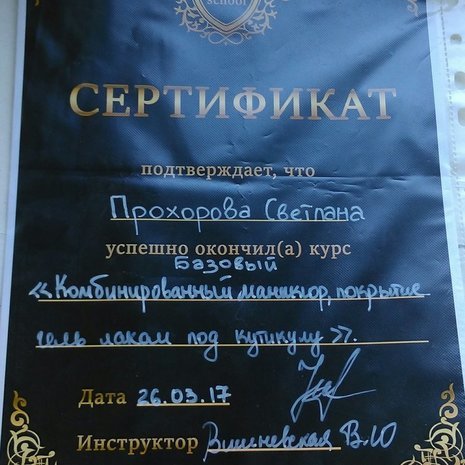 school
СЕРТИФИКАТ
подтверждает, что
Прохорова Светлана
успешно окончил(а) курс
Базовый
«Комбинированный маникюр, покрытие
гель лаком под кутикулу».
Дата 26.03.17
Инструктор Вишневская В.Ю